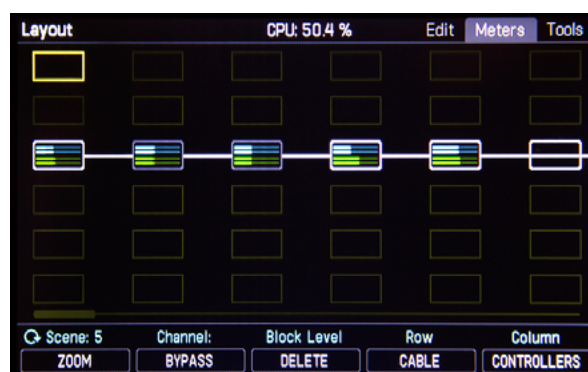 Layout CPU: 50.4 % Edit Meters Tools
Scene: 5 Channel: Block Level Row Column
ZOOM BYPASS DELETE CABLE CONTROLLERS